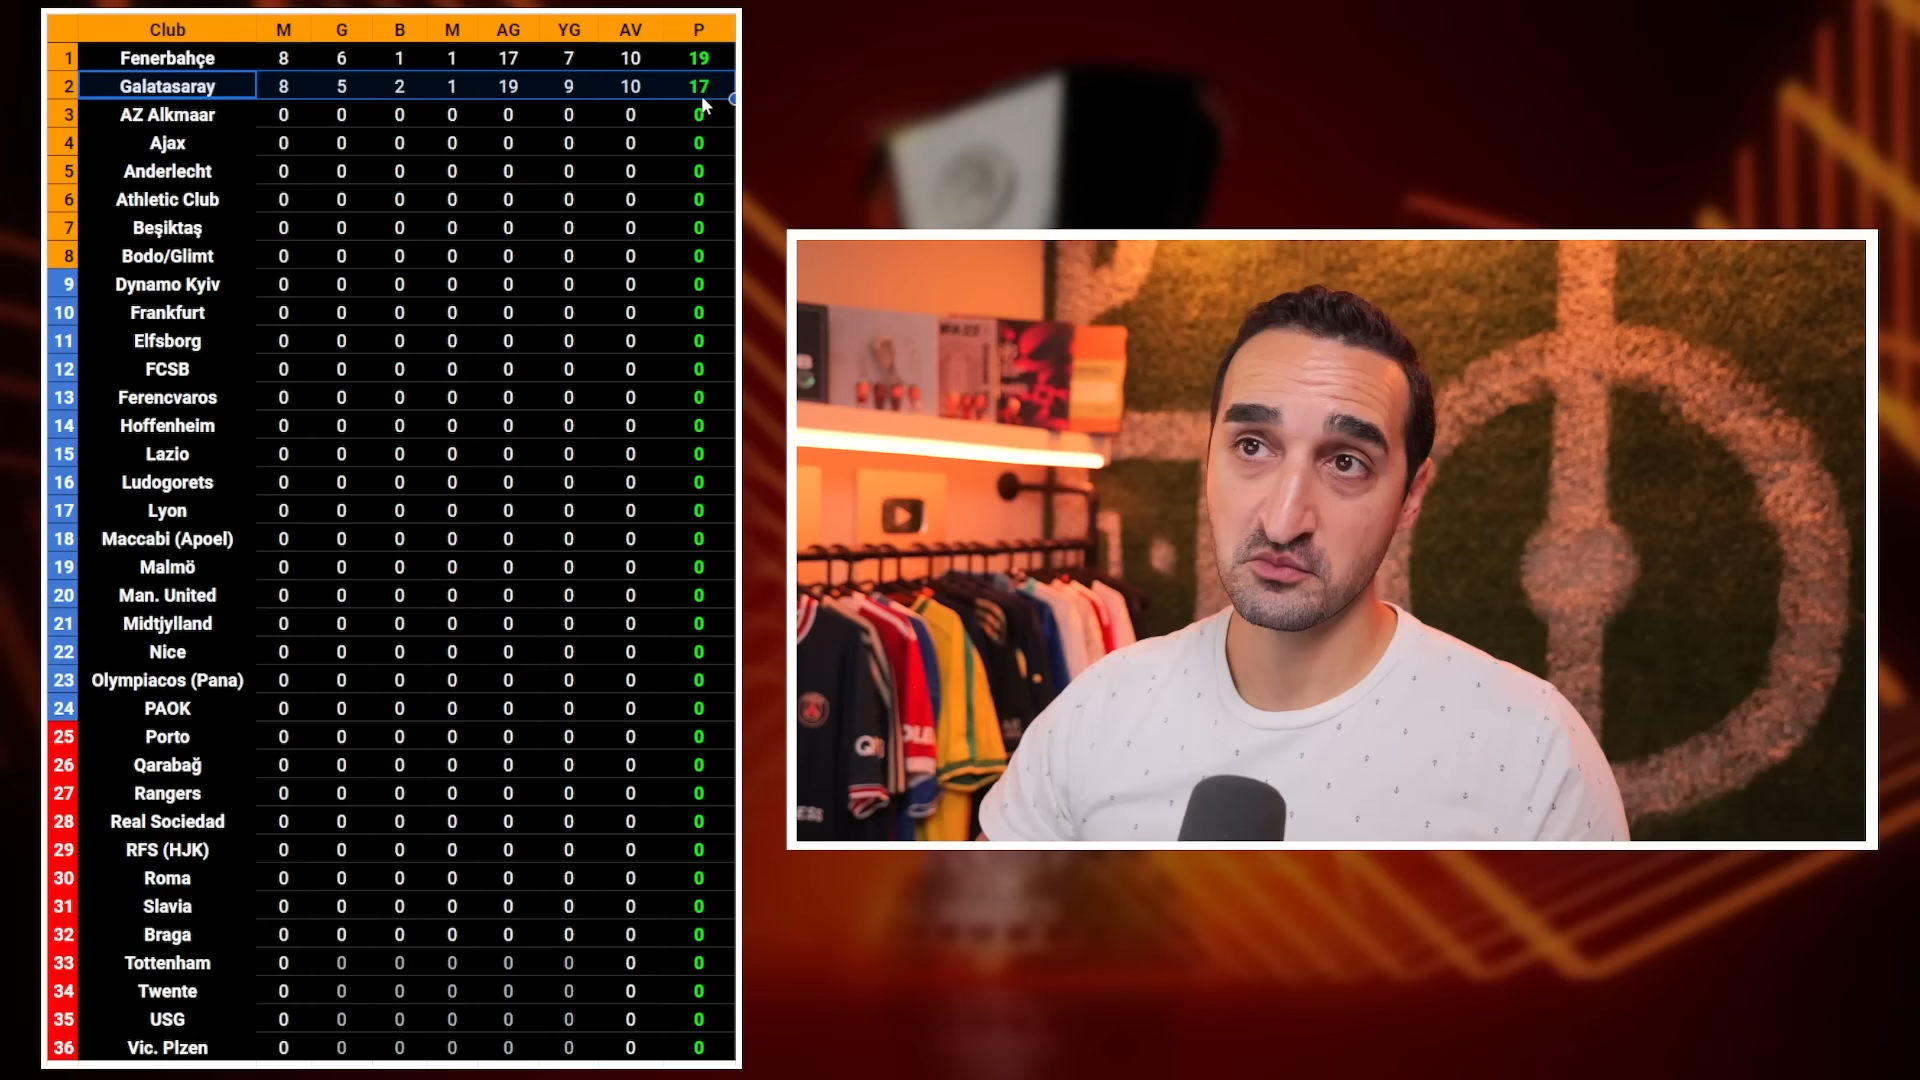 Club M G B M AG YG AV P
1 Fenerbahçe 8 6 1 1 17 7 10 19
2 Galatasaray 8 5 2 1 19 9 10 17
3 AZ Alkmaar 0 0 0 0 0 0 0 0
4 Ajax 0 0 0 0 0 0 0 0
5 Anderlecht 0 0 0 0 0 0 0 0
6 Athletic Club 0 0 0 0 0 0 0 0
7 Beşiktaş 0 0 0 0 0 0 0 0
8 Bodo/Glimt 0 0 0 0 0 0 0 0
9 Dynamo Kyiv 0 0 0 0 0 0 0 0
10 Frankfurt 0 0 0 0 0 0 0 0
11 Elfsborg 0 0 0 0 0 0 0 0
12 FCSB 0 0 0 0 0 0 0 0
13 Ferencvaros 0 0 0 0 0 0 0 0
14 Hoffenheim 0 0 0 0 0 0 0 0
15 Lazio 0 0 0 0 0 0 0 0
16 Ludogorets 0 0 0 0 0 0 0 0
17 Lyon 0 0 0 0 0 0 0 0
18 Maccabi (Apoel) 0 0 0 0 0 0 0 0
19 Malmö 0 0 0 0 0 0 0 0
20 Man. United 0 0 0 0 0 0 0 0
21 Midtjylland 0 0 0 0 0 0 0 0
22 Nice 0 0 0 0 0 0 0 0
23 Olympiacos (Pana) 0 0 0 0 0 0 0 0
24 PAOK 0 0 0 0 0 0 0 0
25 Porto 0 0 0 0 0 0 0 0
26 Qarabağ 0 0 0 0 0 0 0 0
27 Rangers 0 0 0 0 0 0 0 0
28 Real Sociedad 0 0 0 0 0 0 0 0
29 RFS (HJK) 0 0 0 0 0 0 0 0
30 Roma 0 0 0 0 0 0 0 0
31 Slavia 0 0 0 0 0 0 0 0
32 Braga 0 0 0 0 0 0 0 0
33 Tottenham 0 0 0 0 0 0 0 0
34 Twente 0 0 0 0 0 0 0 0
35 USG 0 0 0 0 0 0 0 0
36 Vic. Plzen 0 0 0 0 0 0 0 0